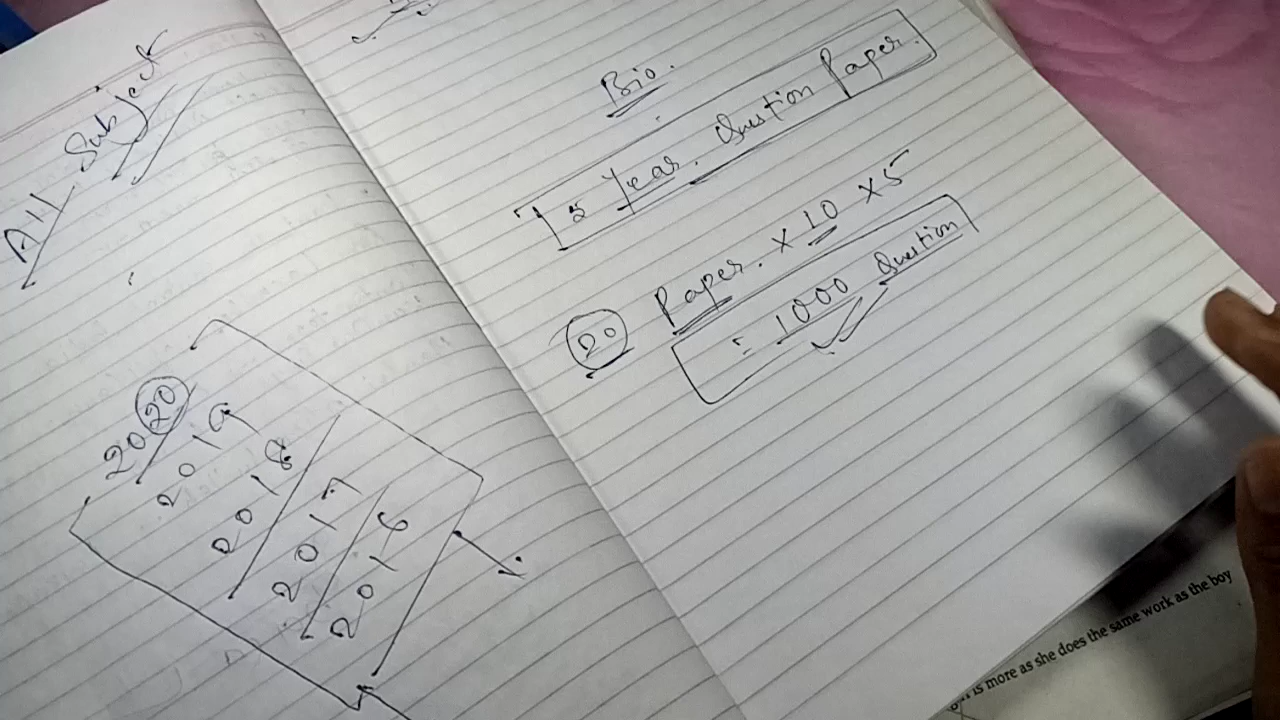 All Subject
2020
2019
2018
2017
2016
Bio.
5 Year. Question Paper.
20 Paper. × 10 × 5
= 1000 Question
is more as she does the same work as the boy